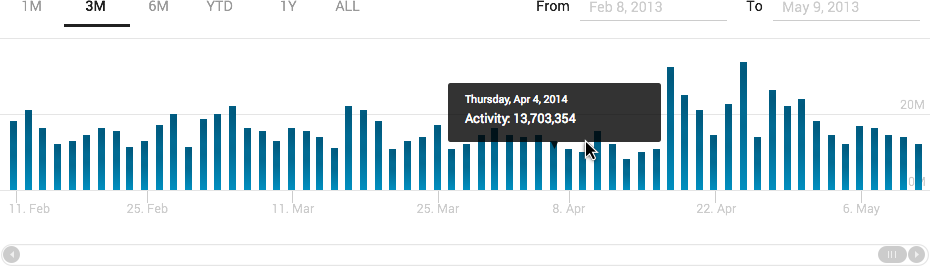 1M 3M 6M YTD 1Y ALL From Feb 8, 2013 To May 9, 2013
Thursday, Apr 4, 2014
Activity: 13,703,354
20M
0M
11. Feb 25. Feb 11. Mar 25. Mar 8. Apr 22. Apr 6. May